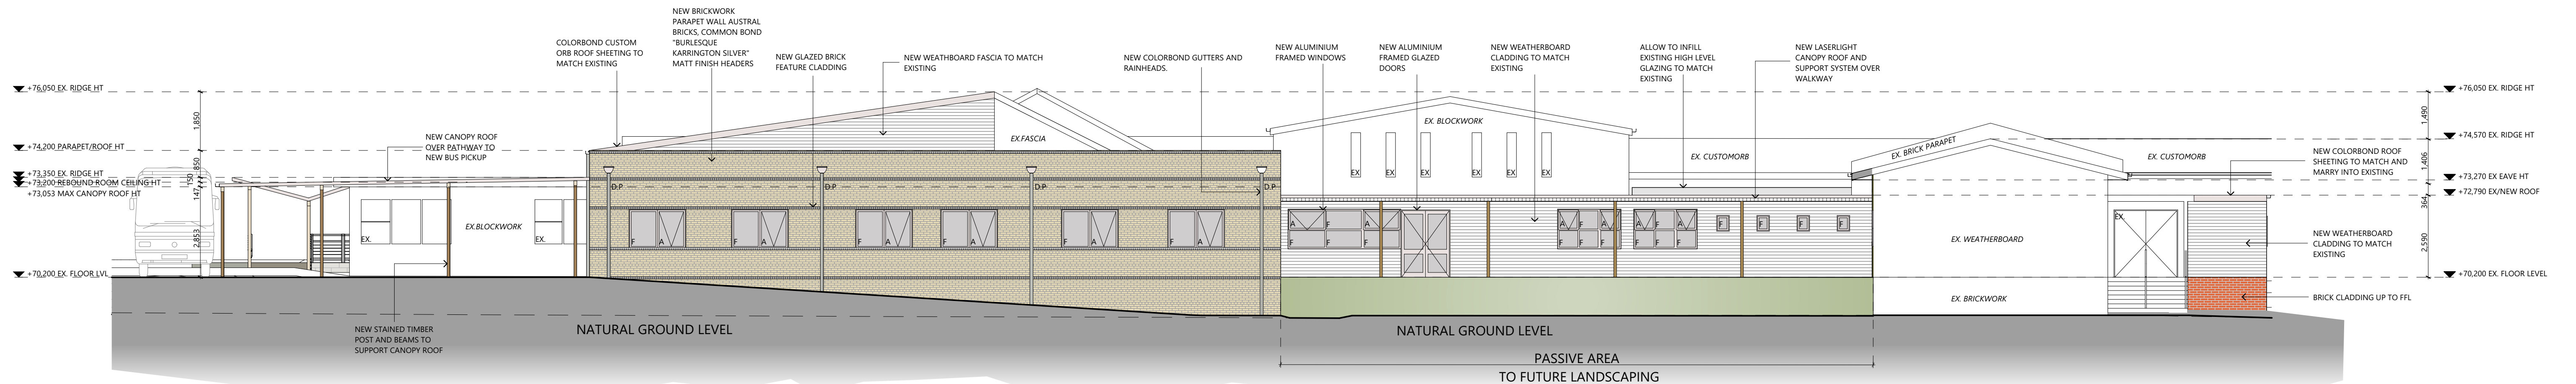 NEW BRICKWORK
PARAPET WALL AUSTRAL
BRICKS, COMMON BOND
"BURLESQUE
KARRINGTON SILVER"
MATT FINISH HEADERS
COLORBOND CUSTOM
ORB ROOF SHEETING TO
MATCH EXISTING
NEW GLAZED BRICK
FEATURE CLADDING
NEW WEATHBOARD FASCIA TO MATCH
EXISTING
NEW COLORBOND GUTTERS AND
RAINHEADS.
NEW ALUMINIUM
FRAMED WINDOWS
NEW ALUMINIUM
FRAMED GLAZED
DOORS
NEW WEATHERBOARD
CLADDING TO MATCH
EXISTING
ALLOW TO INFILL
EXISTING HIGH LEVEL
GLAZING TO MATCH
EXISTING
NEW LASERLIGHT
CANOPY ROOF AND
SUPPORT SYSTEM OVER
WALKWAY
+76,050 EX. RIDGE HT
+74,200 PARAPET/ROOF HT
+73,350 EX. RIDGE HT
+73,200 REBOUND ROOM CEILING HT
+73,053 MAX CANOPY ROOF HT
+70,200 EX. FLOOR LVL
1,850
850
150
147
2,853
NEW CANOPY ROOF
OVER PATHWAY TO
NEW BUS PICKUP
EX.
EX.BLOCKWORK
EX.
NEW STAINED TIMBER
POST AND BEAMS TO
SUPPORT CANOPY ROOF
EX.FASCIA
D.P
D.P
D.P
D.P
F A
F A
F A
F A
F A
F A
NATURAL GROUND LEVEL
EX. BLOCKWORK
EX
EX
EX
EX
EX
EX
A F A
F F F
A F A
F F F
A F A
F F F
F
F
F
F
EX. CUSTOMORB
EX. BRICK PARAPET
EX. CUSTOMORB
EX. WEATHERBOARD
EX. BRICKWORK
EX.
NATURAL GROUND LEVEL
PASSIVE AREA
TO FUTURE LANDSCAPING
NEW COLORBOND ROOF
SHEETING TO MATCH AND
MARRY INTO EXISTING
NEW WEATHERBOARD
CLADDING TO MATCH
EXISTING
BRICK CLADDING UP TO FFL
1,490
1,406
364
2,590
+76,050 EX. RIDGE HT
+74,570 EX. RIDGE HT
+73,270 EX EAVE HT
+72,790 EX/NEW ROOF
+70,200 EX. FLOOR LEVEL